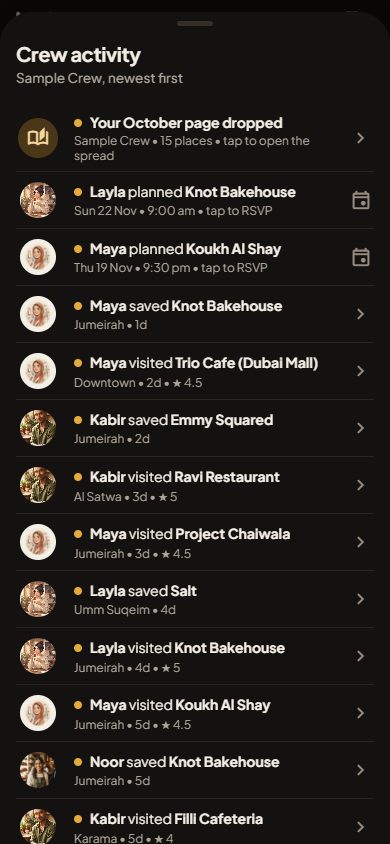 Crew activity
Sample Crew, newest first
Your October page dropped
Sample Crew • 15 places • tap to open the
spread
Layla planned Knot Bakehouse
Sun 22 Nov • 9:00 am • tap to RSVP
Maya planned Koukh Al Shay
Thu 19 Nov • 9:30 pm • tap to RSVP
Maya saved Knot Bakehouse
Jumeirah • 1d
Maya visited Trio Cafe (Dubai Mall)
Downtown • 2d • ★ 4.5
Kabir saved Emmy Squared
Jumeirah • 2d
Kabir visited Ravi Restaurant
Al Satwa • 3d • ★ 5
Maya visited Project Chaiwala
Jumeirah • 3d • ★ 4.5
Layla saved Salt
Umm Suqeim • 4d
Layla visited Knot Bakehouse
Jumeirah • 4d • ★ 5
Maya visited Koukh Al Shay
Jumeirah • 5d • ★ 4.5
Noor saved Knot Bakehouse
Jumeirah • 5d
Kabir visited Filli Cafeteria
Karama • 5d • ★ 4